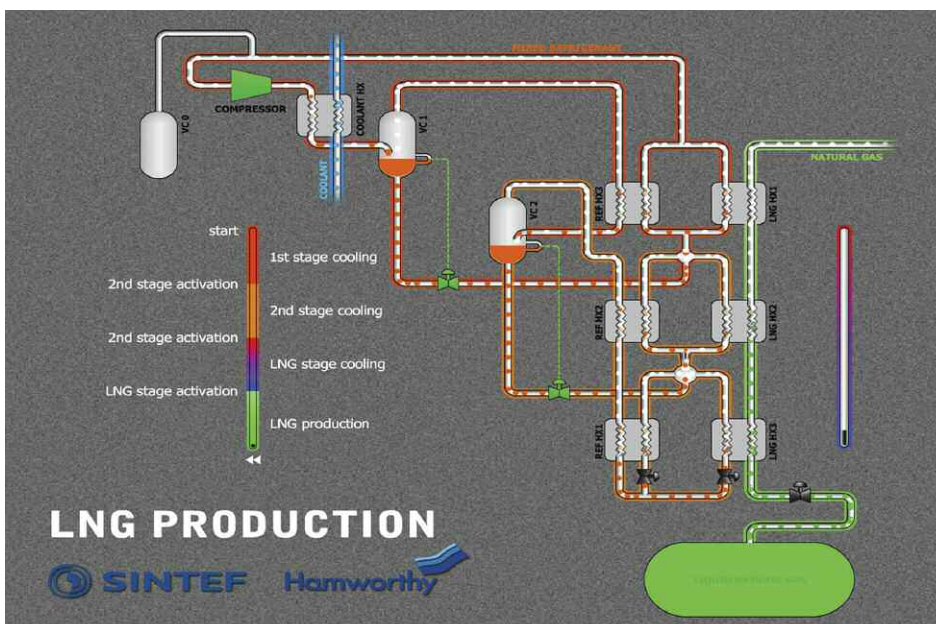 MIXED REFRIGERANT
COMPRESSOR
VC 0
COOLANT HX
COOLANT
VC 1
NATURAL GAS
REF HX3
LNG HX1
VC 2
start
1st stage cooling
2nd stage activation
2nd stage cooling
2nd stage activation
LNG stage cooling
LNG stage activation
LNG production
REF HX2
LNG HX2
REF HX1
LNG HX3
LNG PRODUCTION
SINTEF
Hamworthy